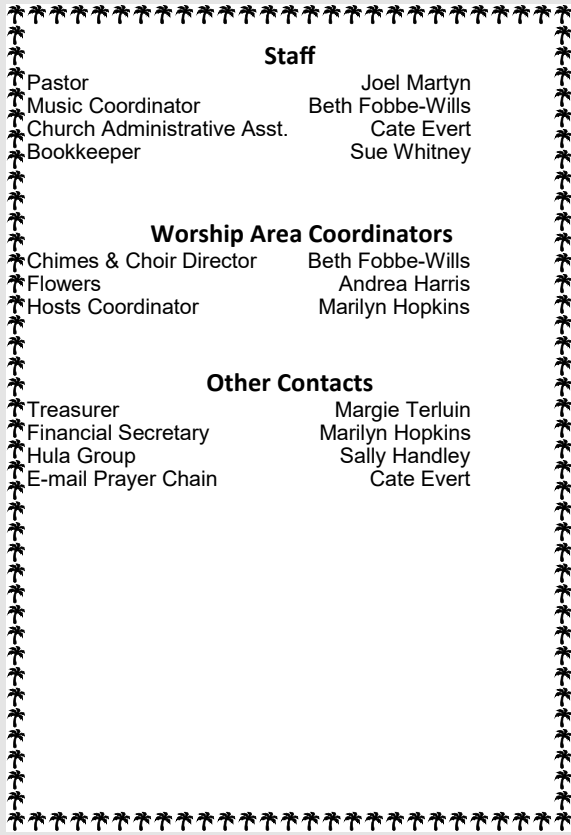 Staff
Pastor Joel Martyn
Music Coordinator Beth Fobbe-Wills
Church Administrative Asst. Cate Evert
Bookkeeper Sue Whitney
Worship Area Coordinators
Chimes & Choir Director Beth Fobbe-Wills
Flowers Andrea Harris
Hosts Coordinator Marilyn Hopkins
Other Contacts
Treasurer Margie Terluin
Financial Secretary Marilyn Hopkins
Hula Group Sally Handley
E-mail Prayer Chain Cate Evert